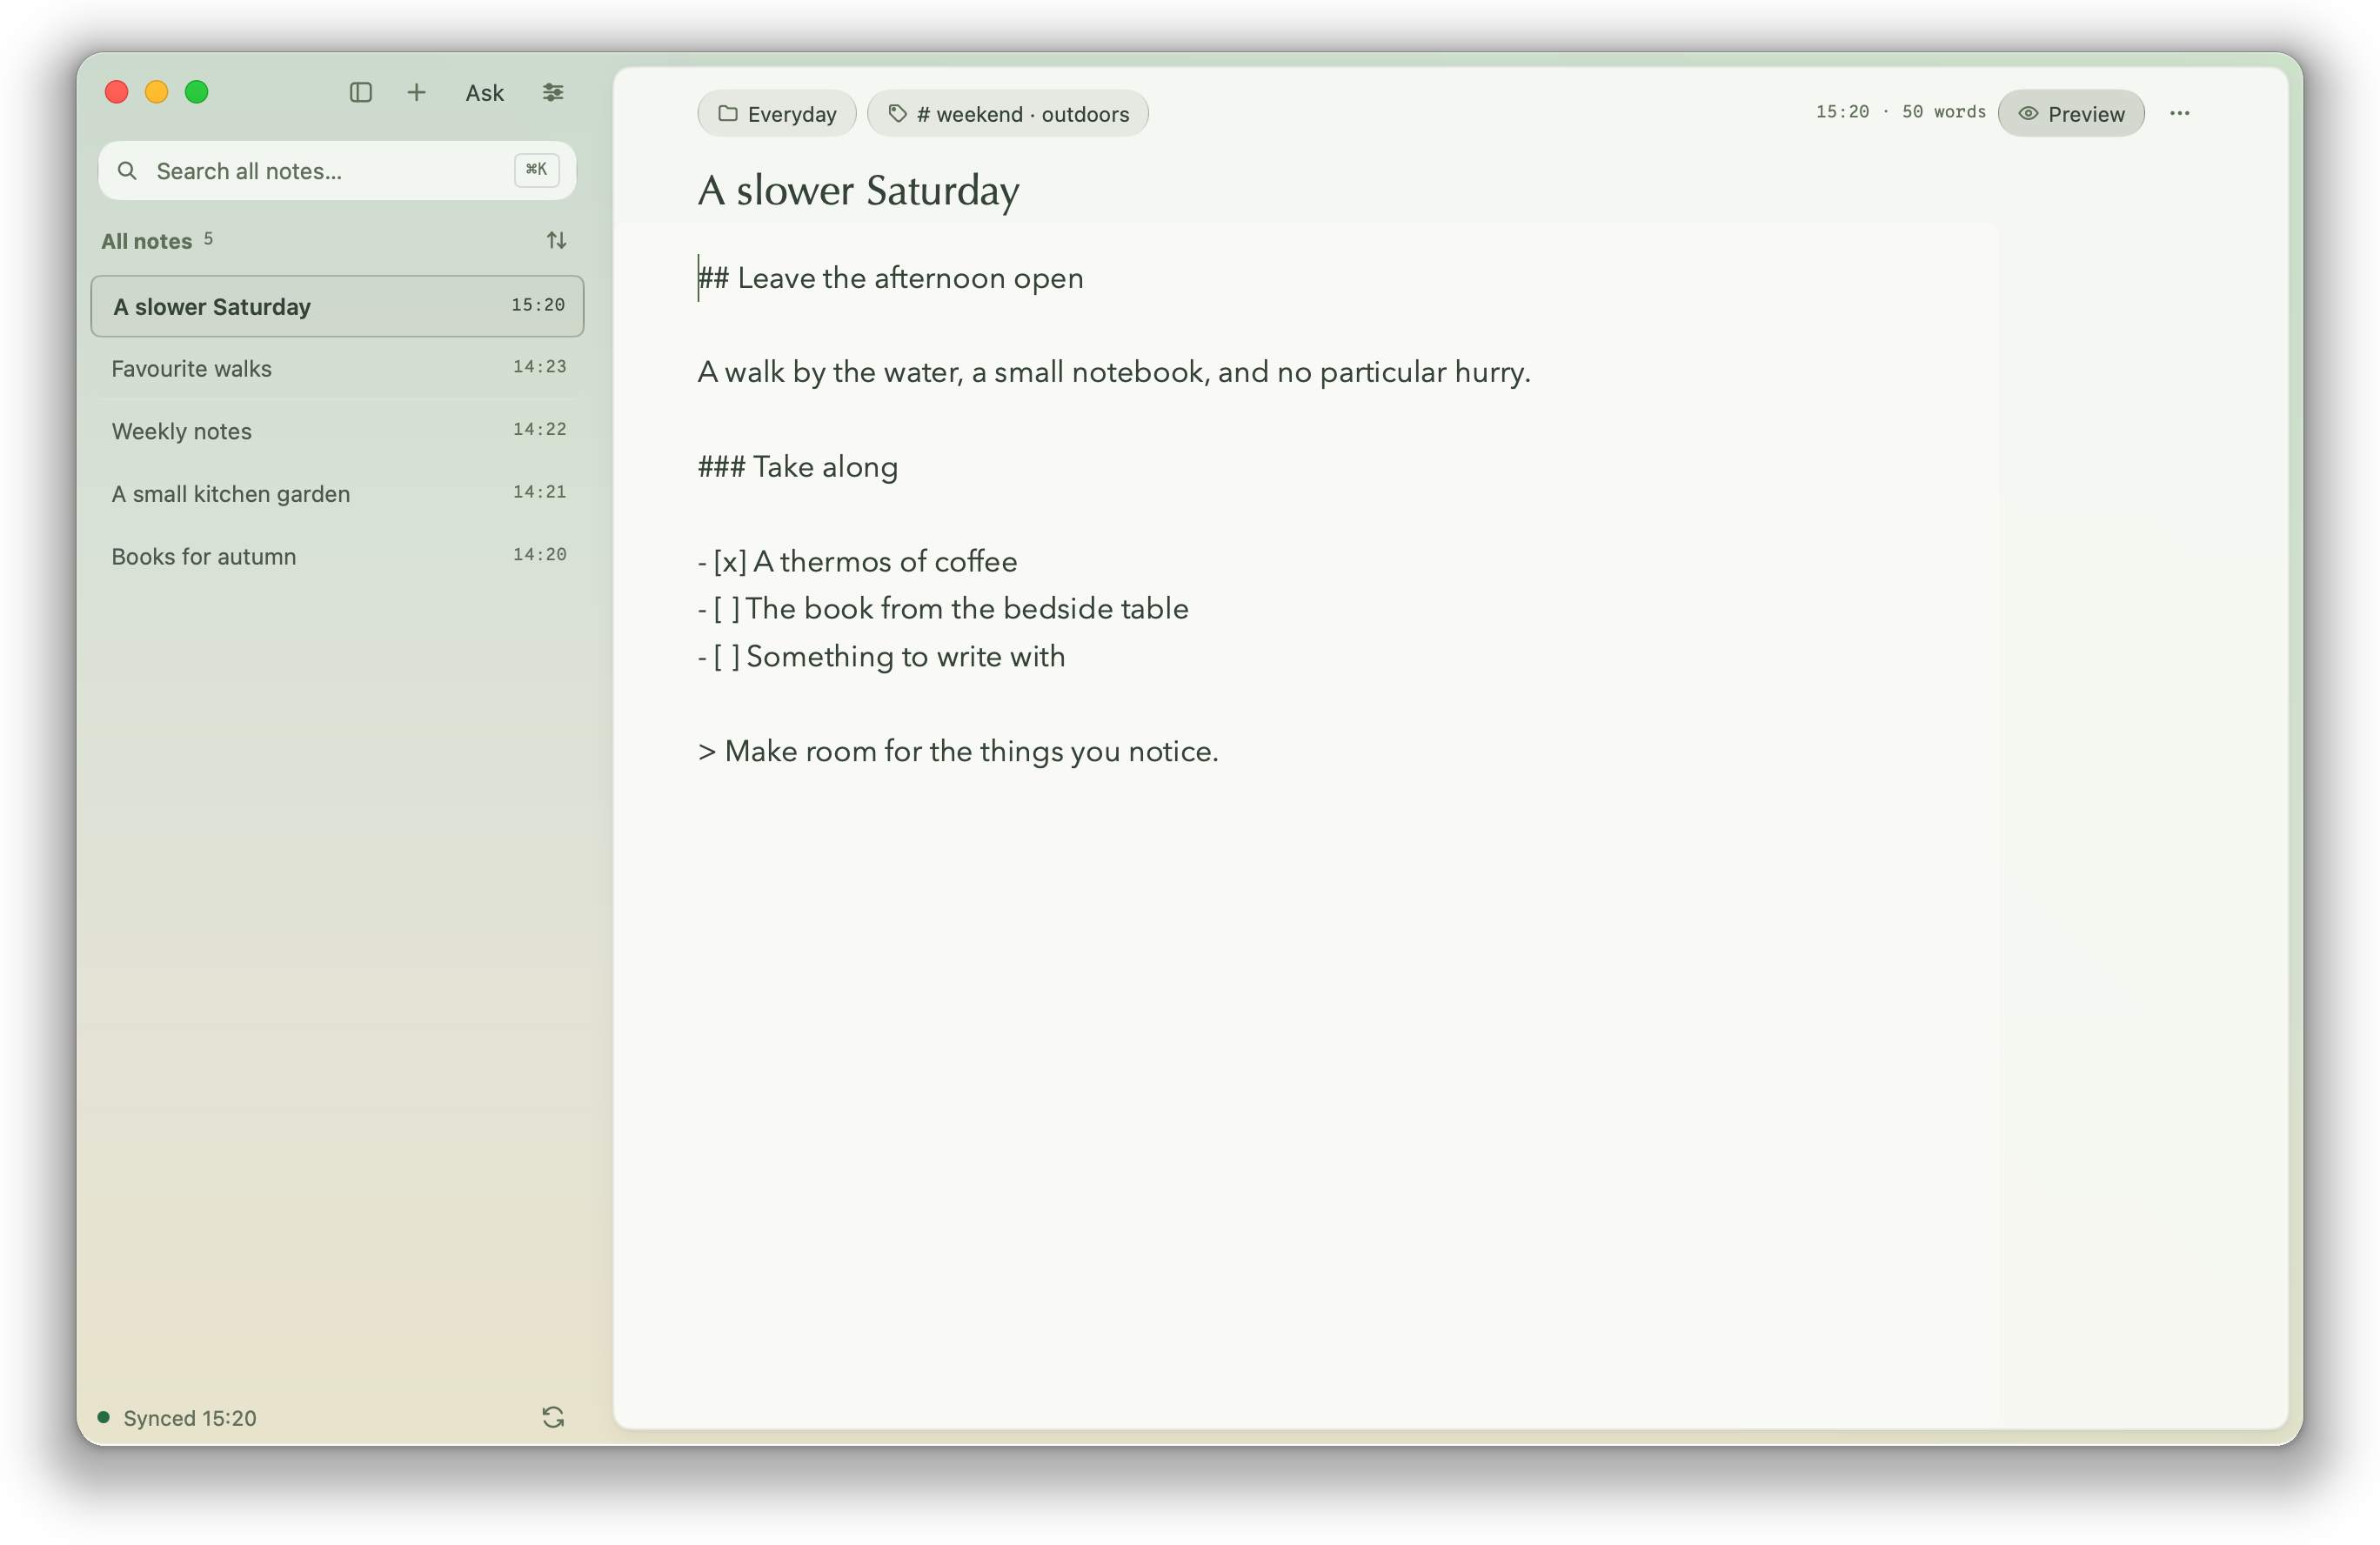 Ask
Search all notes...
⌘K
All notes 5
A slower Saturday 15:20
Favourite walks 14:23
Weekly notes 14:22
A small kitchen garden 14:21
Books for autumn 14:20
Synced 15:20
Everyday
# weekend · outdoors
15:20 · 50 words
Preview
A slower Saturday
## Leave the afternoon open
A walk by the water, a small notebook, and no particular hurry.
### Take along
- [x] A thermos of coffee
- [ ] The book from the bedside table
- [ ] Something to write with
> Make room for the things you notice.